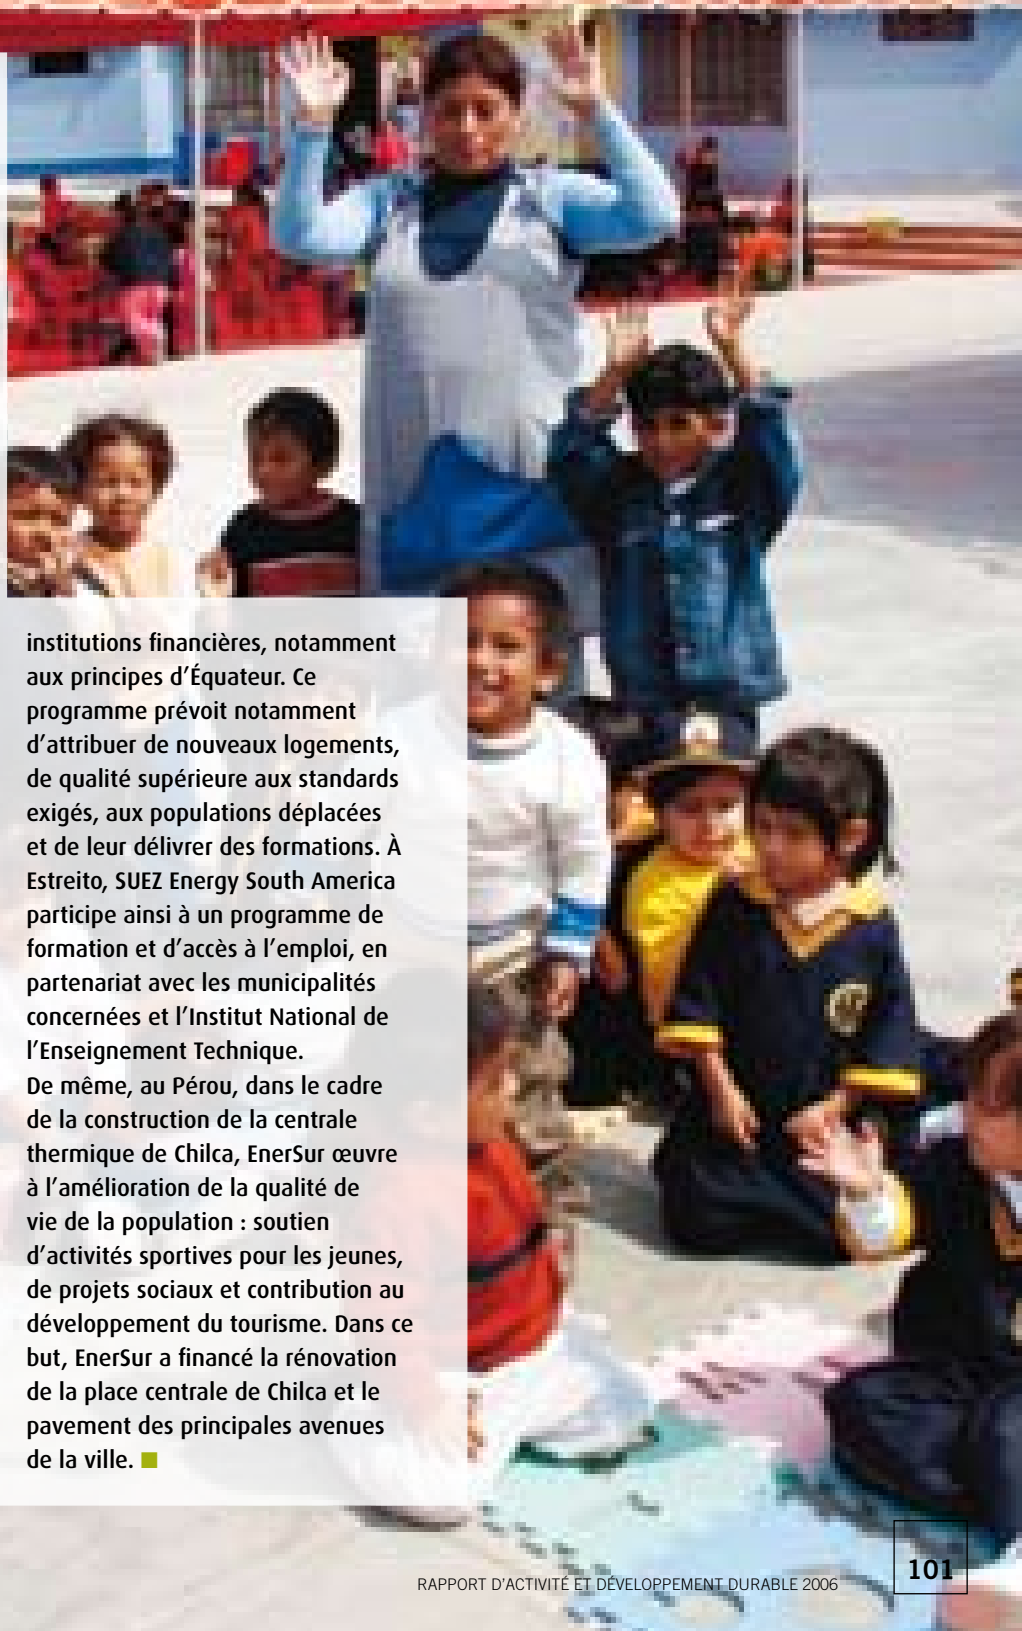 institutions financières, notamment
aux principes d’Équateur. Ce
programme prévoit notamment
d’attribuer de nouveaux logements,
de qualité supérieure aux standards
exigés, aux populations déplacées
et de leur délivrer des formations. À
Estreito, SUEZ Energy South America
participe ainsi à un programme de
formation et d’accès à l’emploi, en
partenariat avec les municipalités
concernées et l’Institut National de
l’Enseignement Technique.
De même, au Pérou, dans le cadre
de la construction de la centrale
thermique de Chilca, EnerSur œuvre
à l’amélioration de la qualité de
vie de la population : soutien
d’activités sportives pour les jeunes,
de projets sociaux et contribution au
développement du tourisme. Dans ce
but, EnerSur a financé la rénovation
de la place centrale de Chilca et le
pavement des principales avenues
de la ville.
RAPPORT D’ACTIVITÉ ET DÉVELOPPEMENT DURABLE 2006
101